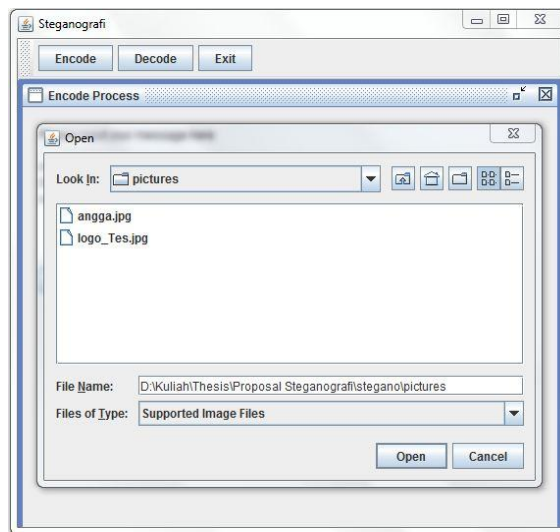 Steganografi
Encode Decode Exit
Encode Process
Open
Look In: pictures
angga.jpg
logo_Tes.jpg
File Name: D:\Kuliah\Thesis\Proposal Steganografi\stegano\pictures
Files of Type: Supported Image Files
Open Cancel